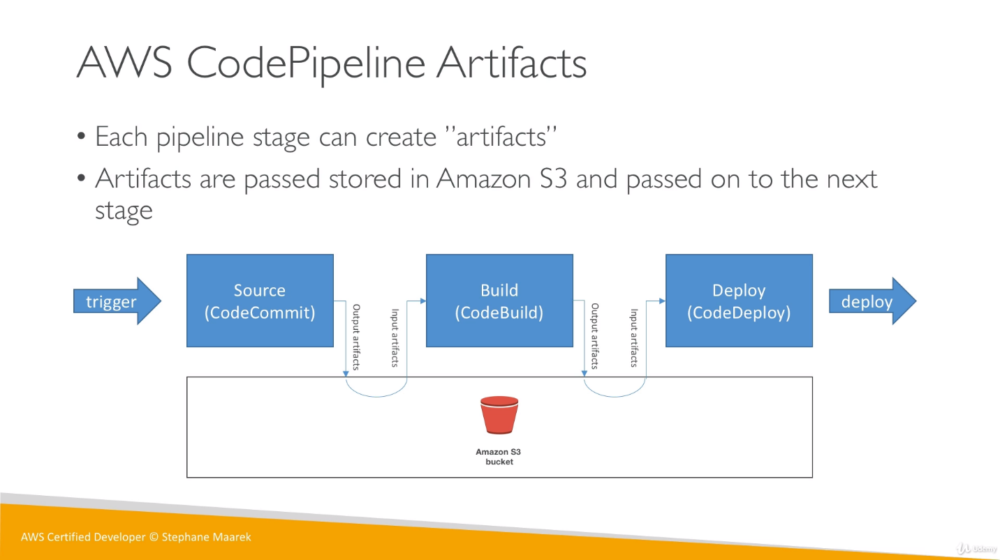 AWS CodePipeline Artifacts
• Each pipeline stage can create ”artifacts”
• Artifacts are passed stored in Amazon S3 and passed on to the next
stage
trigger
Source
(CodeCommit)
Output artifacts
Input artifacts
Build
(CodeBuild)
Output artifacts
Input artifacts
Deploy
(CodeDeploy)
deploy
Amazon S3
bucket
AWS Certified Developer © Stephane Maarek
Udemy